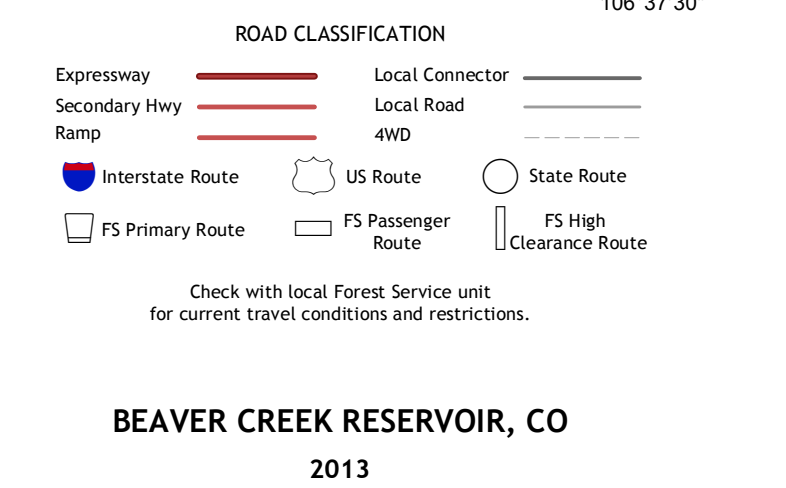 106°37'30"
ROAD CLASSIFICATION
Expressway
Local Connector
Secondary Hwy
Local Road
Ramp
4WD
Interstate Route
US Route
State Route
FS Primary Route
FS Passenger
Route
FS High
Clearance Route
Check with local Forest Service unit
for current travel conditions and restrictions.
BEAVER CREEK RESERVOIR, CO
2013